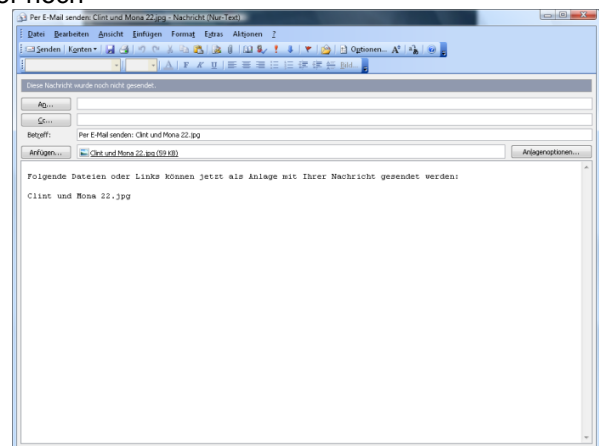 er noch
Per E-Mail senden: Clint und Mona 22.jpg - Nachricht (Nur-Text)
Datei Bearbeiten Ansicht Einfügen Format Extras Aktionen ?
Senden Konten Optionen...
A F K U Bild...
Diese Nachricht wurde noch nicht gesendet.
An...
Cc...
Betreff: Per E-Mail senden: Clint und Mona 22.jpg
Anfügen... Clint und Mona 22.jpg (59 KB) Anlagenoptionen...
Folgende Dateien oder Links können jetzt als Anlage mit Ihrer Nachricht gesendet werden:
Clint und Mona 22.jpg